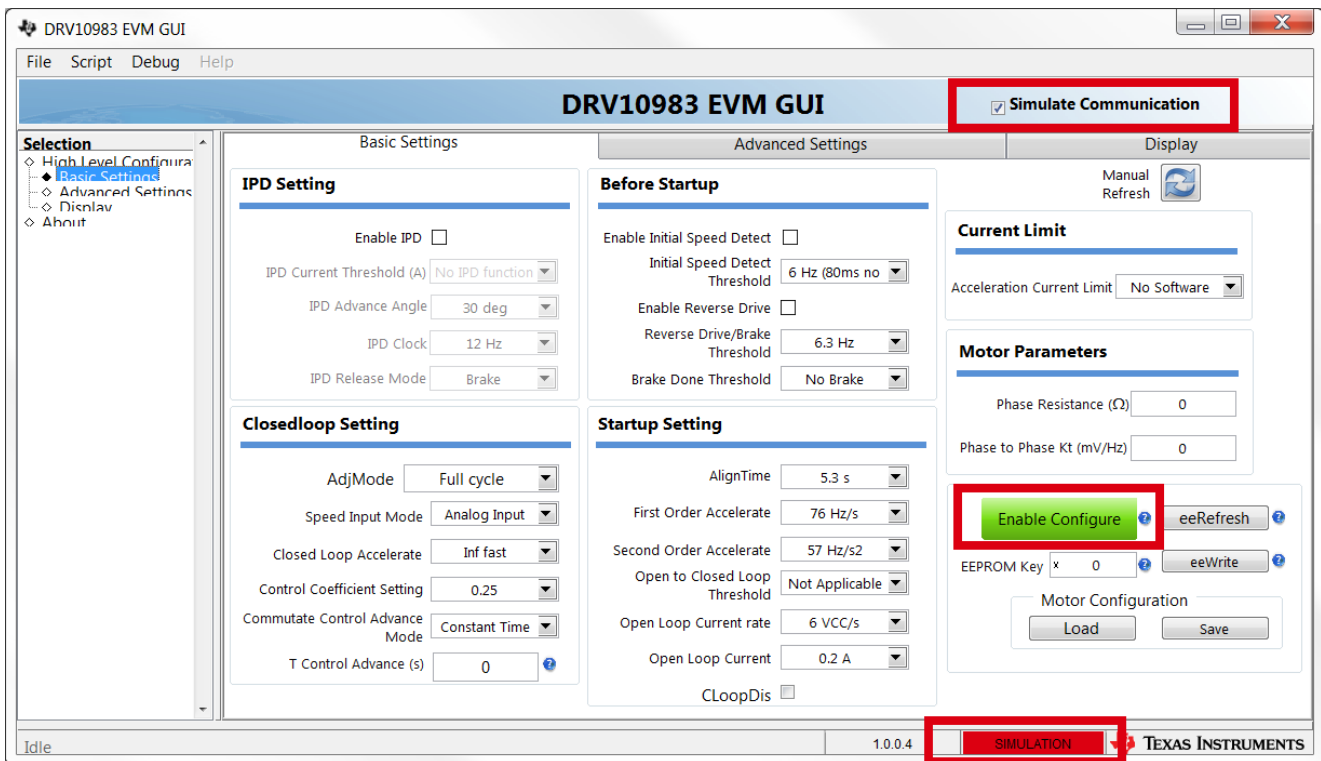 DRV10983 EVM GUI
X
File Script Debug Help
DRV10983 EVM GUI
Simulate Communication
Selection
High Level Configura
Basic Settings
Advanced Settings
Display
About
Basic Settings
Advanced Settings
Display
Manual
Refresh
IPD Setting
Enable IPD
IPD Current Threshold (A) No IPD function
IPD Advance Angle 30 deg
IPD Clock 12 Hz
IPD Release Mode Brake
Before Startup
Enable Initial Speed Detect
Initial Speed Detect
Threshold 6 Hz (80ms no
Enable Reverse Drive
Reverse Drive/Brake
Threshold 6.3 Hz
Brake Done Threshold No Brake
Current Limit
Acceleration Current Limit No Software
Motor Parameters
Phase Resistance (Ω) 0
Phase to Phase Kt (mV/Hz) 0
Closedloop Setting
AdjMode Full cycle
Speed Input Mode Analog Input
Closed Loop Accelerate Inf fast
Control Coefficient Setting 0.25
Commutate Control Advance
Mode Constant Time
T Control Advance (s) 0 ?
Startup Setting
AlignTime 5.3 s
First Order Accelerate 76 Hz/s
Second Order Accelerate 57 Hz/s2
Open to Closed Loop
Threshold Not Applicable
Open Loop Current rate 6 VCC/s
Open Loop Current 0.2 A
CLoopDis
Enable Configure ? eeRefresh ?
EEPROM Key x 0 ? eeWrite ?
Motor Configuration
Load Save
Idle
1.0.0.4
SIMULATION
TEXAS INSTRUMENTS